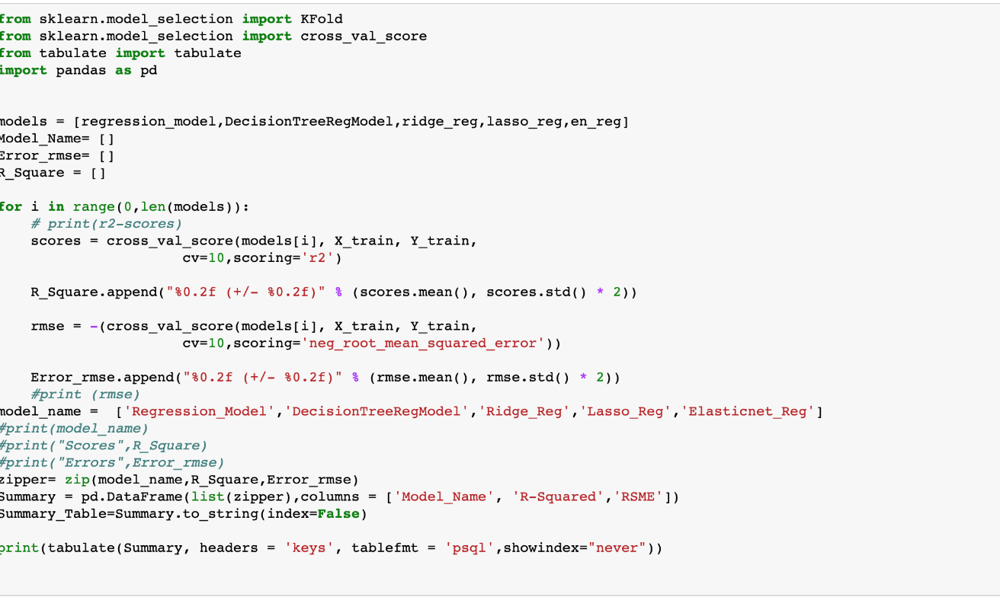 from sklearn.model_selection import KFold
from sklearn.model_selection import cross_val_score
from tabulate import tabulate
import pandas as pd
models = [regression_model,DecisionTreeRegModel,ridge_reg,lasso_reg,en_reg]
Model_Name= []
Error_rmse= []
R_Square = []
for i in range(0,len(models)):
    # print(r2-scores)
    scores = cross_val_score(models[i], X_train, Y_train,
                      cv=10,scoring='r2')
    R_Square.append("%0.2f (+/- %0.2f)" % (scores.mean(), scores.std() * 2))
    rmse = -(cross_val_score(models[i], X_train, Y_train,
                      cv=10,scoring='neg_root_mean_squared_error'))
    Error_rmse.append("%0.2f (+/- %0.2f)" % (rmse.mean(), rmse.std() * 2))
    #print (rmse)
model_name =  ['Regression_Model','DecisionTreeRegModel','Ridge_Reg','Lasso_Reg','Elasticnet_Reg']
#print(model_name)
#print("Scores",R_Square)
#print("Errors",Error_rmse)
zipper= zip(model_name,R_Square,Error_rmse)
Summary = pd.DataFrame(list(zipper),columns = ['Model_Name', 'R-Squared','RSME'])
Summary_Table=Summary.to_string(index=False)
print(tabulate(Summary, headers = 'keys', tablefmt = 'psql',showindex="never"))